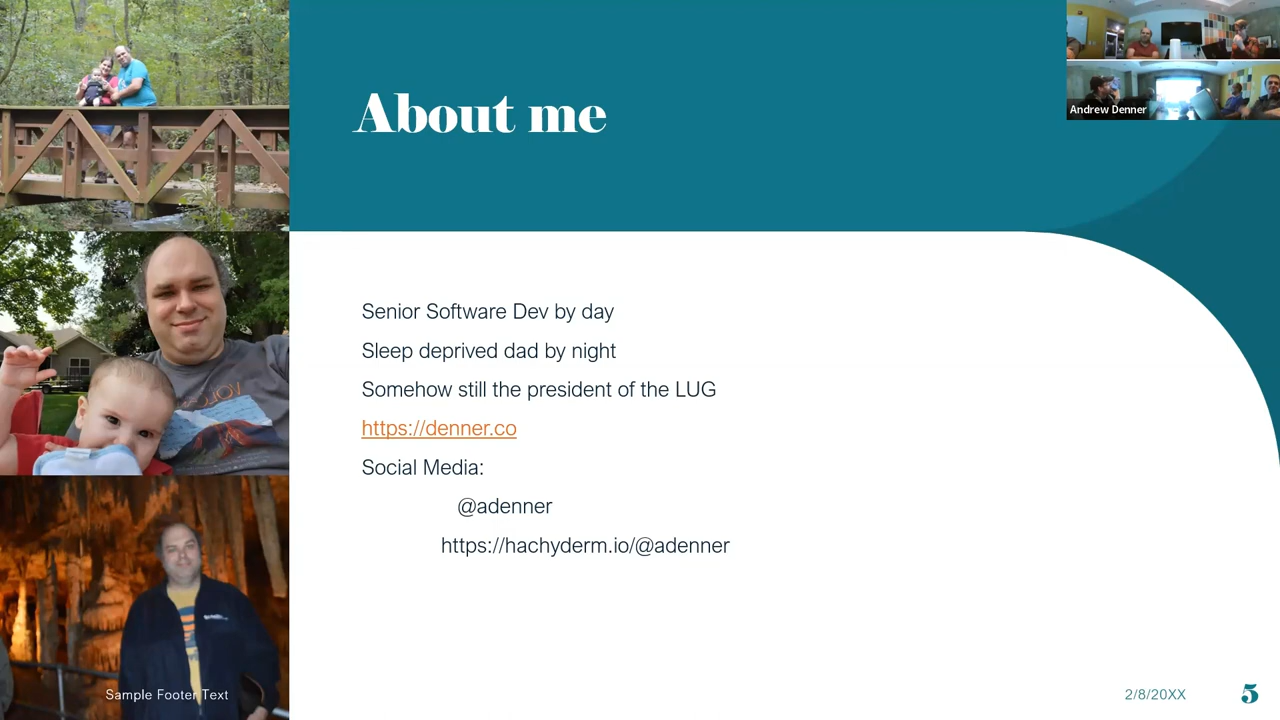 About me
Andrew Denner
Senior Software Dev by day
Sleep deprived dad by night
Somehow still the president of the LUG
https://denner.co
Social Media:
@adenner
https://hachyderm.io/@adenner
Sample Footer Text
2/8/20XX
5